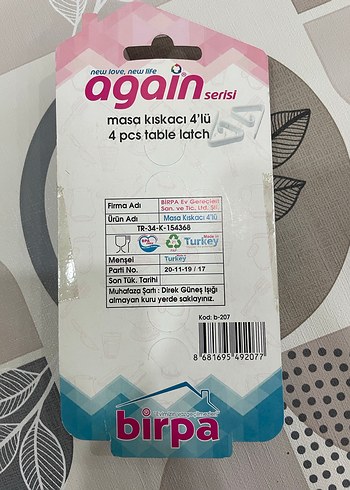 new love, new life
again serisi
masa kıskacı 4'lü
4 pcs table latch
Firma Adı BİRPA Ev Gereçleri San. ve Tic. Ltd. Şti.
Ürün Adı Masa Kıskacı 4'lü
TR-34-K-154368
Made in Turkey
Menşei Turkey
Parti No. 20-11-19 / 17
Son Tük. Tarihi
Muhafaza Şartı : Direk Güneş Işığı
almayan kuru yerde saklayınız.
Kod: b-207
8 681695 492077
birpa